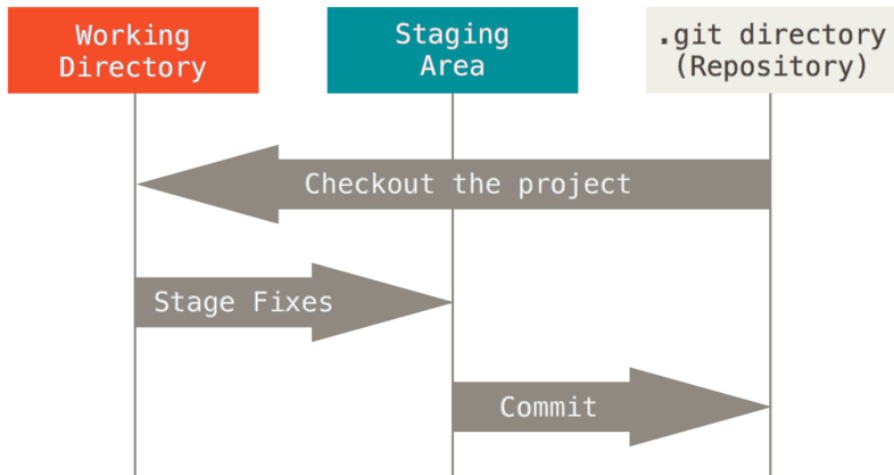 Working
Directory
Staging
Area
.git directory
(Repository)
Checkout the project
Stage Fixes
Commit